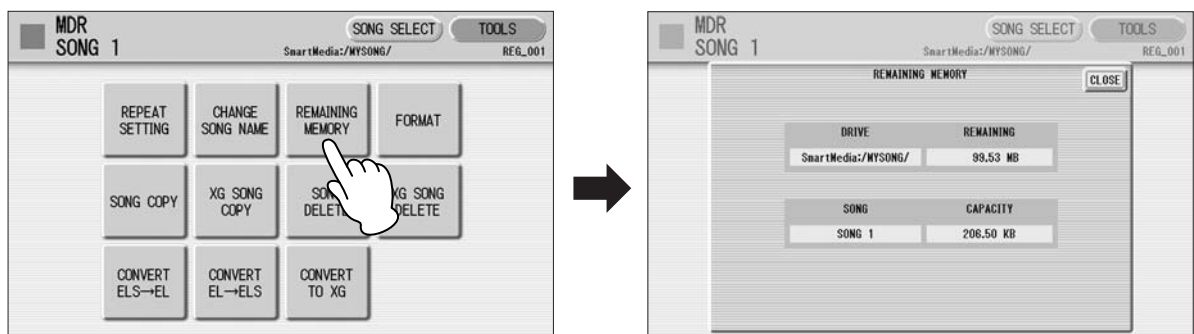 MDR
SONG 1
SONG SELECT
TOOLS
SmartMedia:/MYSONG/
REG_001
REPEAT
SETTING
CHANGE
SONG NAME
REMAINING
MEMORY
FORMAT
SONG COPY
XG SONG
COPY
SONG
DELETE
XG SONG
DELETE
CONVERT
ELS→EL
CONVERT
EL→ELS
CONVERT
TO XG
MDR
SONG 1
SONG SELECT
TOOLS
SmartMedia:/MYSONG/
REG_001
REMAINING MEMORY
CLOSE
DRIVE REMAINING
SmartMedia:/MYSONG/ 99.53 MB
SONG CAPACITY
SONG 1 206.50 KB